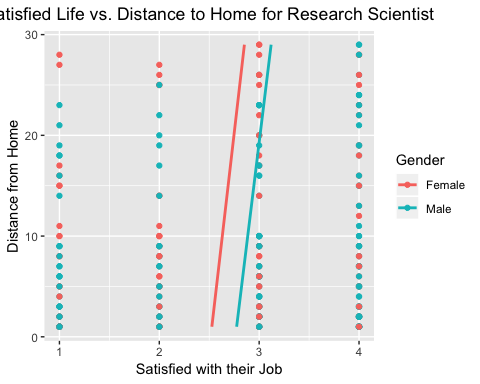 atisfied Life vs. Distance to Home for Research Scientist
30
20
10
0
Distance from Home
1 2 3 4
Satisfied with their Job
Gender
Female
Male